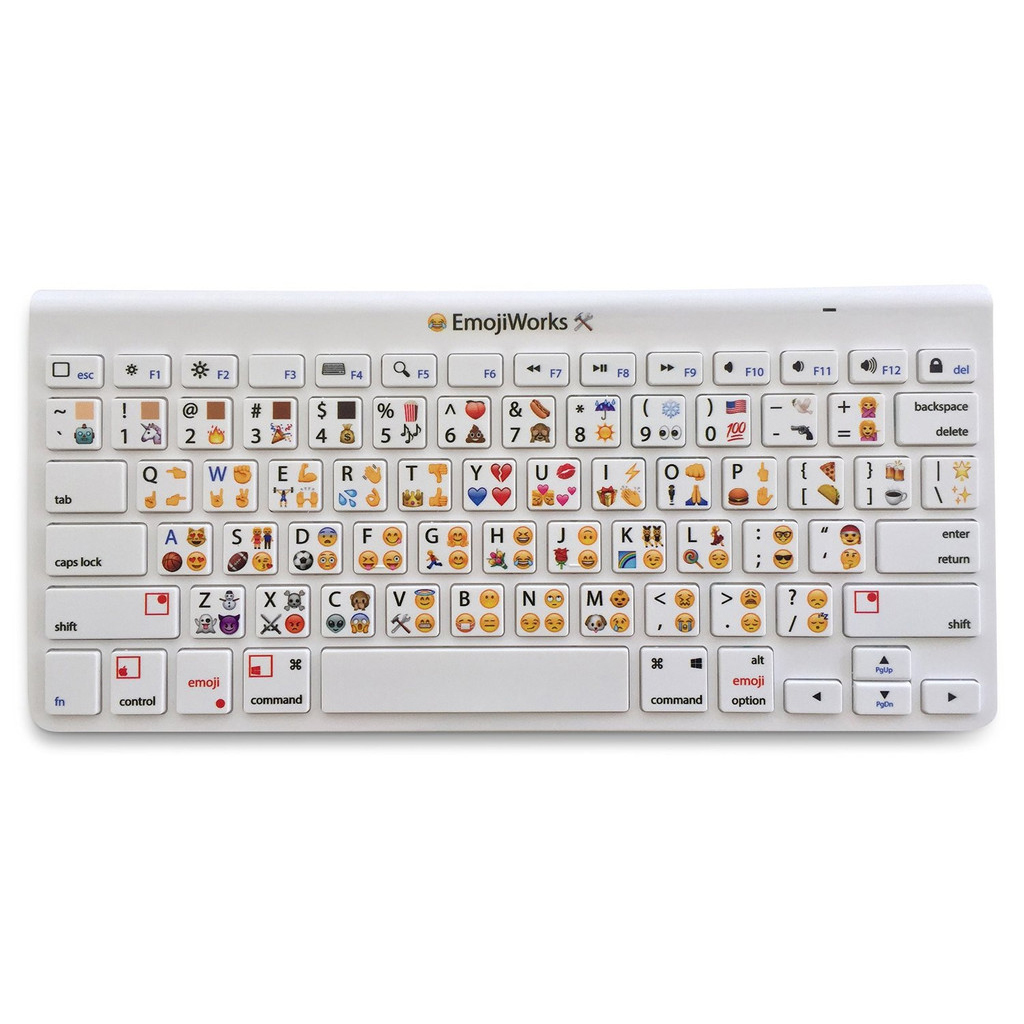 EmojiWorks
esc F1 F2 F3 F4 F5 F6 F7 F8 F9 F10 F11 F12 del
~ ! @ # $ % ^ & * ( ) – + backspace
` 1 2 3 4 5 6 7 8 9 0 - = delete
Q W E R T Y U I O P { } |
tab [ ] \
A S D F G H J K L : “ enter
caps lock ; ‘ return
Z X C V B N M < > ?
shift , . / shift
fn control emoji command command alt emoji option PgUp
PgDn
100